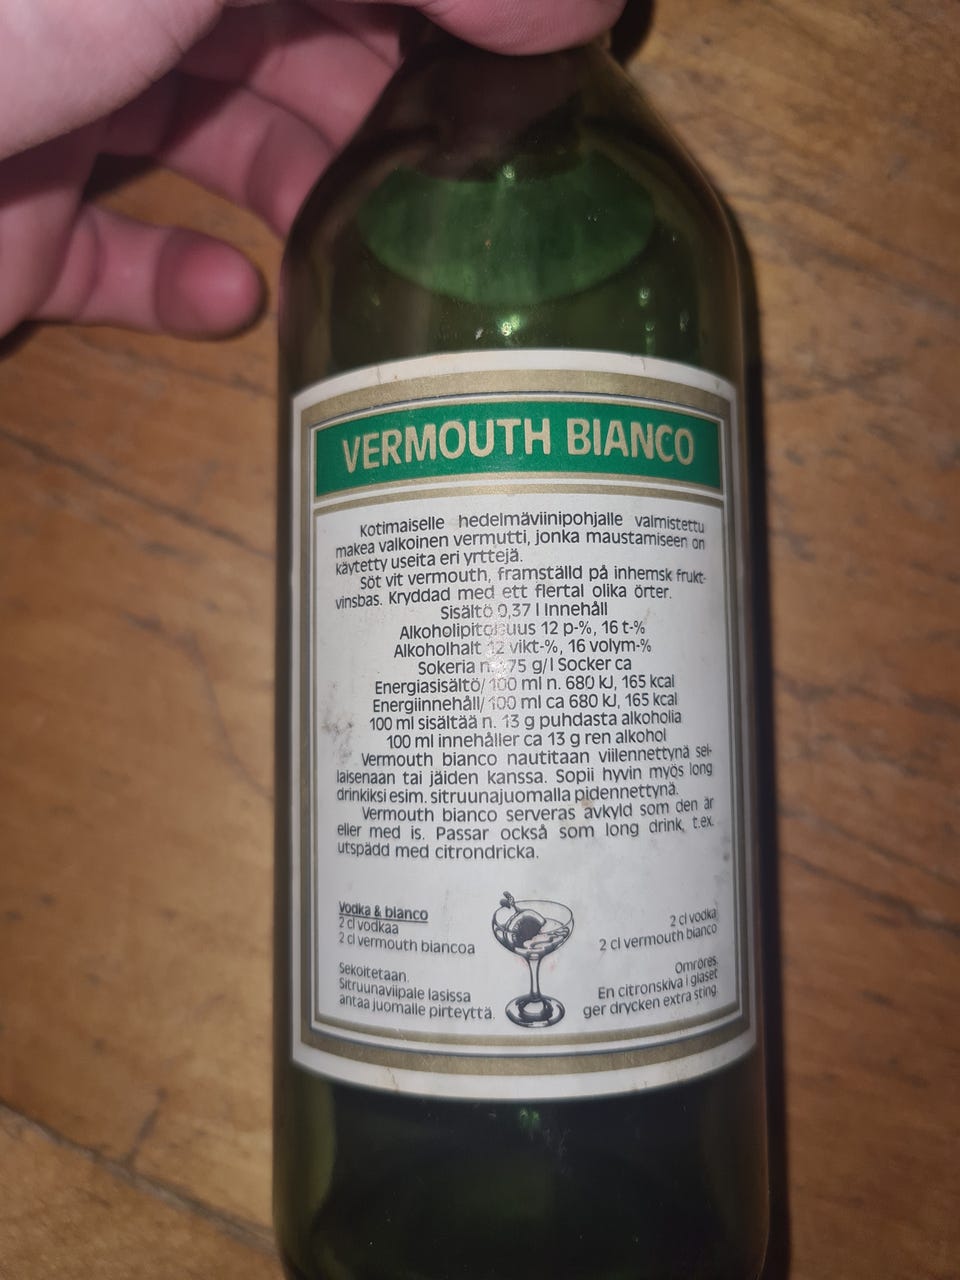 VERMOUTH BIANCO
Kotimaiselle hedelmäviinipohjalle valmistettu
makea valkoinen vermutti, jonka maustamiseen on
käytetty useita eri yrttejä.
Söt vit vermouth, framställd på inhemsk frukt-
vinsbas. Kryddad med ett flertal olika örter.
Sisältö 0,37 l Innehåll
Alkoholipitoisuus 12 p-%, 16 t-%
Alkoholhalt 12 vikt-%, 16 volym-%
Sokeria g/l Socker ca
Energiasisältö/ 100 ml n. 680 kJ, 165 kcal
Energiinnehåll/ 100 ml ca 680 kJ, 165 kcal
100 ml sisältää n. 13 g puhdasta alkoholia
100 ml innehåller ca 13 g ren alkohol
Vermouth bianco nautitaan viilennettynä sel-
laisenaan tai jäiden kanssa. Sopii hyvin myös long
drinkiksi esim. sitruunajuomalla pidennettynä.
Vermouth bianco serveras avkyld som den är
eller med is. Passar också som long drink, t.ex.
utspädd med citrondricka.
Vodka & bianco
2 cl vodkaa
2 cl vermouth biancoa
Sekoitetaan.
Sitruunaviipale lasissa
antaa juomalle pirteyttä.
2 cl vodka
2 cl vermouth bianco
Omröres.
En citronskiva i glaset
ger drycken extra sting.